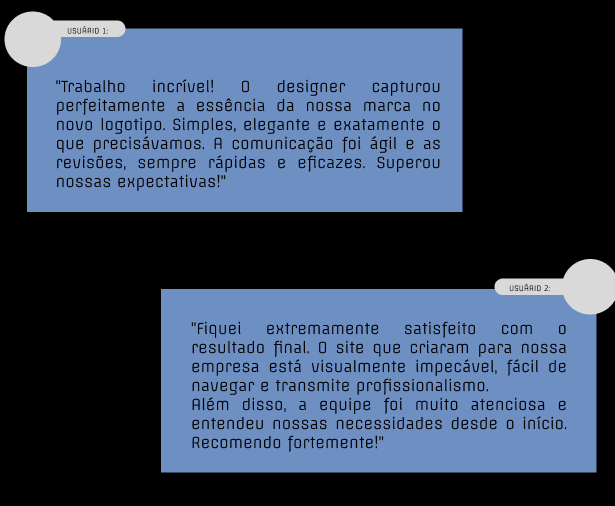 USUÁRIO 1:
"Trabalho incrível! O designer capturou
perfeitamente a essência da nossa marca no
novo logotipo. Simples, elegante e exatamente o
que precisávamos. A comunicação foi ágil e as
revisões, sempre rápidas e eficazes. Superou
nossas expectativas!"
USUÁRIO 2:
"Fiquei extremamente satisfeito com o
resultado final. O site que criaram para nossa
empresa está visualmente impecável, fácil de
navegar e transmite profissionalismo.
Além disso, a equipe foi muito atenciosa e
entendeu nossas necessidades desde o início.
Recomendo fortemente!"